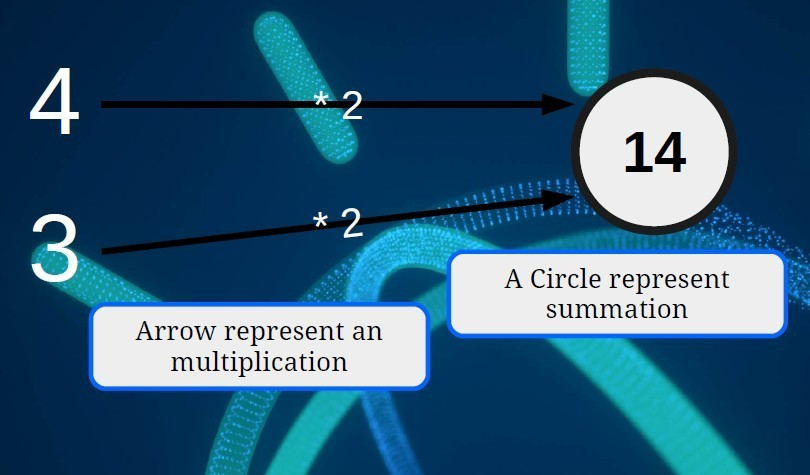 4
* 2
14
3
* 2
A Circle represent
summation
Arrow represent an
multiplication